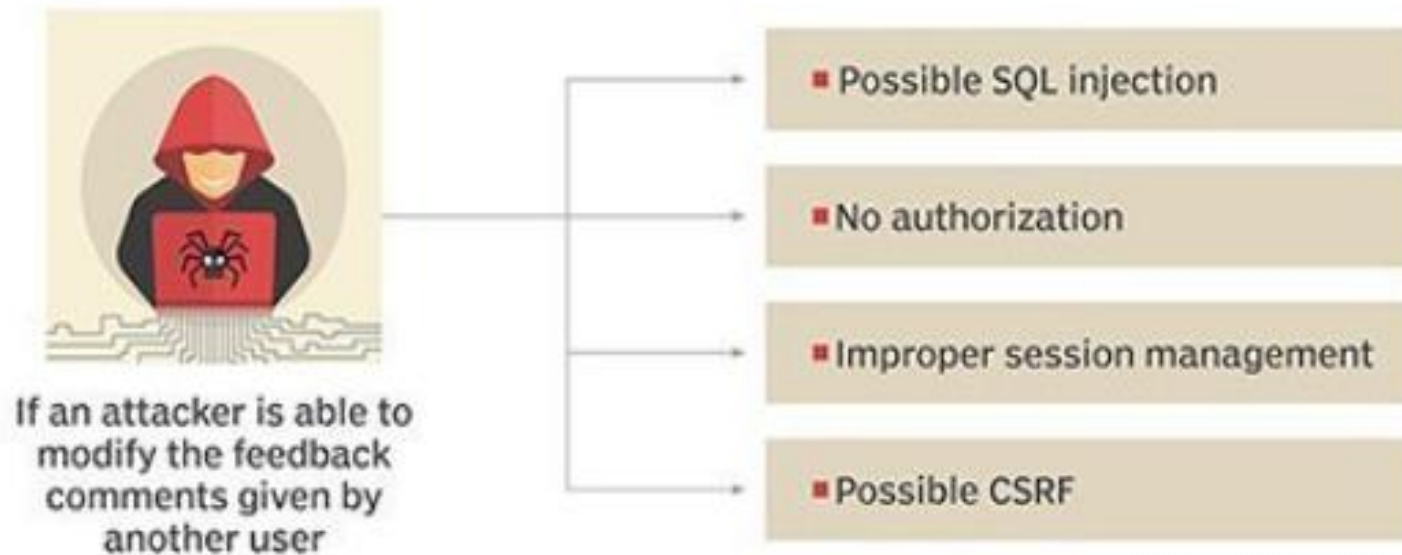 If an attacker is able to
modify the feedback
comments given by
another user
Possible SQL injection
No authorization
Improper session management
Possible CSRF